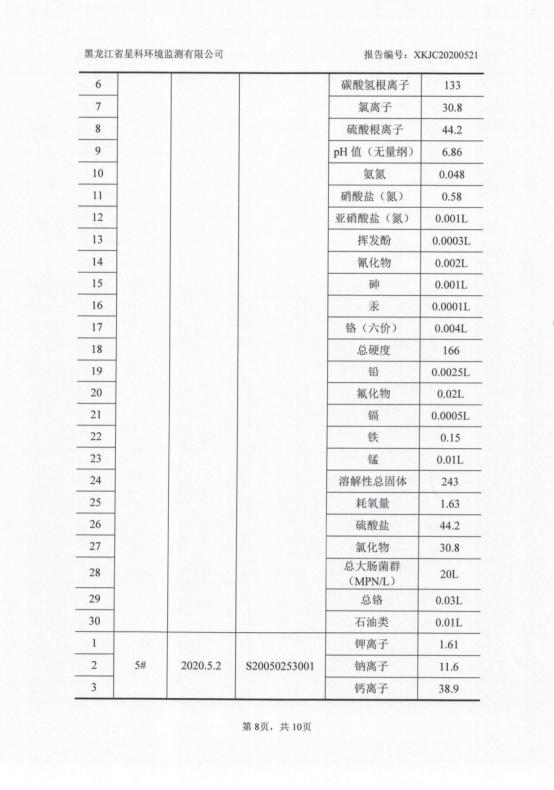 黑龙江省星科环境监测有限公司 报告编号：XKJC20200521
6 碳酸氢根离子 133
7 氯离子 30.8
8 硫酸根离子 44.2
9 pH 值（无量纲） 6.86
10 氨氮 0.048
11 硝酸盐（氮） 0.58
12 亚硝酸盐（氮） 0.001L
13 挥发酚 0.0003L
14 氰化物 0.002L
15 砷 0.001L
16 汞 0.0001L
17 铬（六价） 0.004L
18 总硬度 166
19 铅 0.0025L
20 氟化物 0.02L
21 镉 0.0005L
22 铁 0.15
23 锰 0.01L
24 溶解性总固体 243
25 耗氧量 1.63
26 硫酸盐 44.2
27 氯化物 30.8
28 总大肠菌群 20L
（MPN/L）
29 总铬 0.03L
30 石油类 0.01L
1 钾离子 1.61
2 5# 2020.5.2 S20050253001 钠离子 11.6
3 钙离子 38.9
第 8页，共 10页